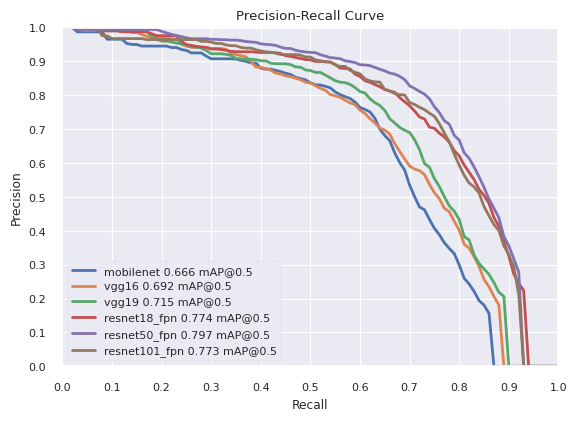 Precision-Recall Curve
1.0
0.9
0.8
0.7
0.6
0.5
0.4
0.3
0.2
0.1
0.0
Precision
mobilenet 0.666 mAP@0.5
vgg16 0.692 mAP@0.5
vgg19 0.715 mAP@0.5
resnet18_fpn 0.774 mAP@0.5
resnet50_fpn 0.797 mAP@0.5
resnet101_fpn 0.773 mAP@0.5
0.0 0.1 0.2 0.3 0.4 0.5 0.6 0.7 0.8 0.9 1.0
Recall